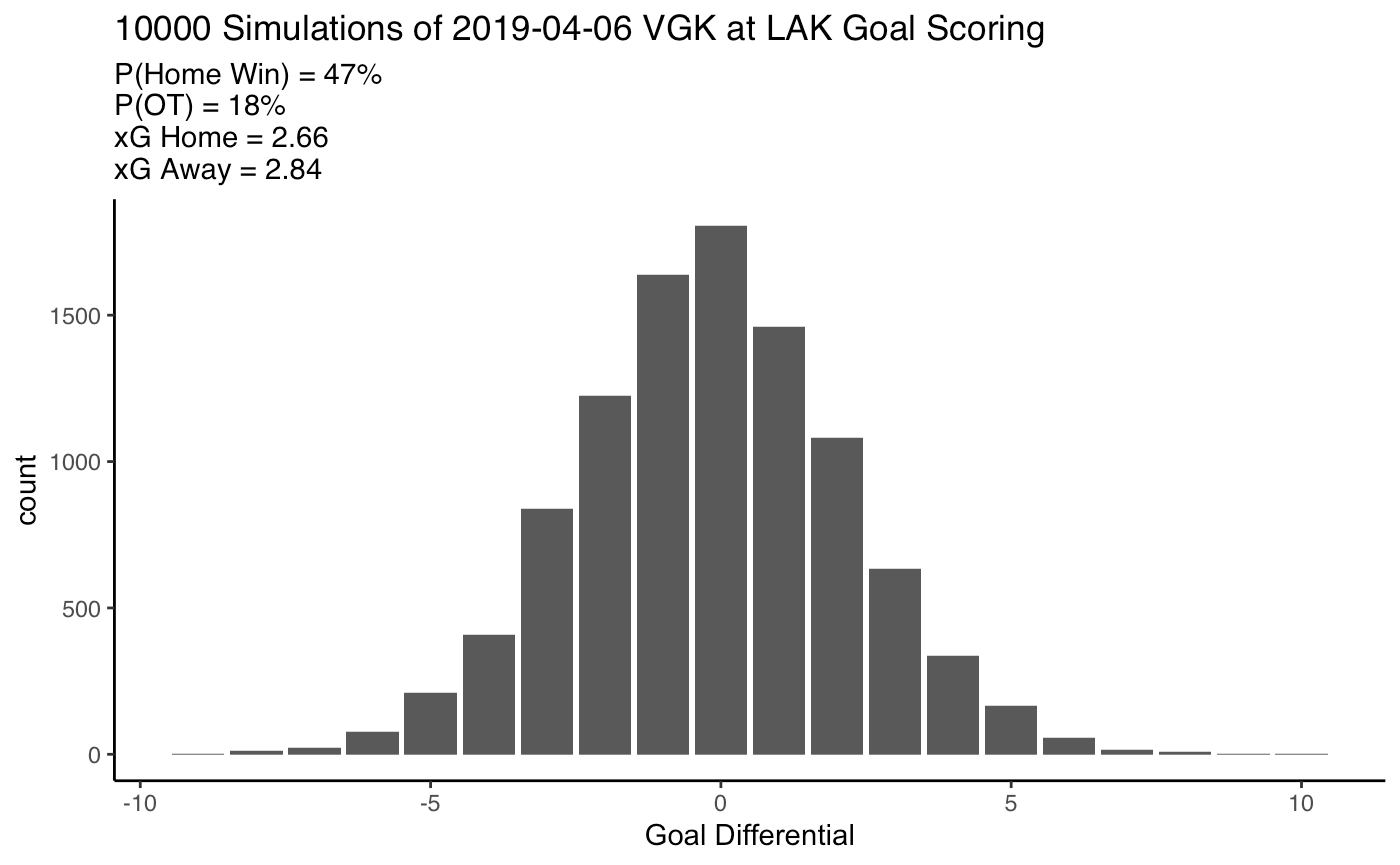 10000 Simulations of 2019-04-06 VGK at LAK Goal Scoring
P(Home Win) = 47%
P(OT) = 18%
xG Home = 2.66
xG Away = 2.84
count
1500
1000
500
0
-10 -5 0 5 10
Goal Differential